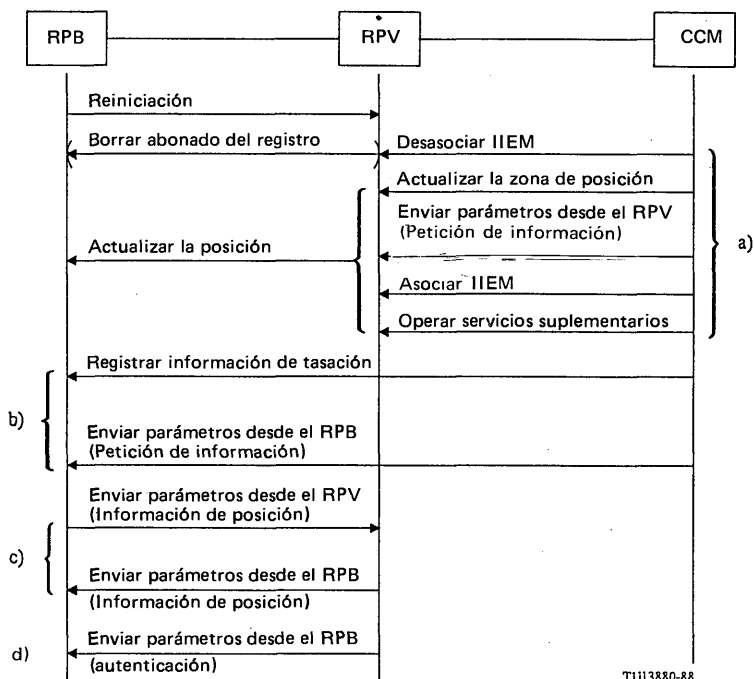 RPB
RPV
CCM
Reiniciación
Borrar abonado del registro
Desasociar IIEM
Actualizar la zona de posición
Enviar parámetros desde el RPV
(Petición de información)
a)
Actualizar la posición
Asociar IIEM
Operar servicios suplementarios
Registrar información de tasación
b)
Enviar parámetros desde el RPB
(Petición de información)
Enviar parámetros desde el RPV
(Información de posición)
c)
Enviar parámetros desde el RPB
(Información de posición)
d)
Enviar parámetros desde el RPB
(autenticación)
T1113880-88